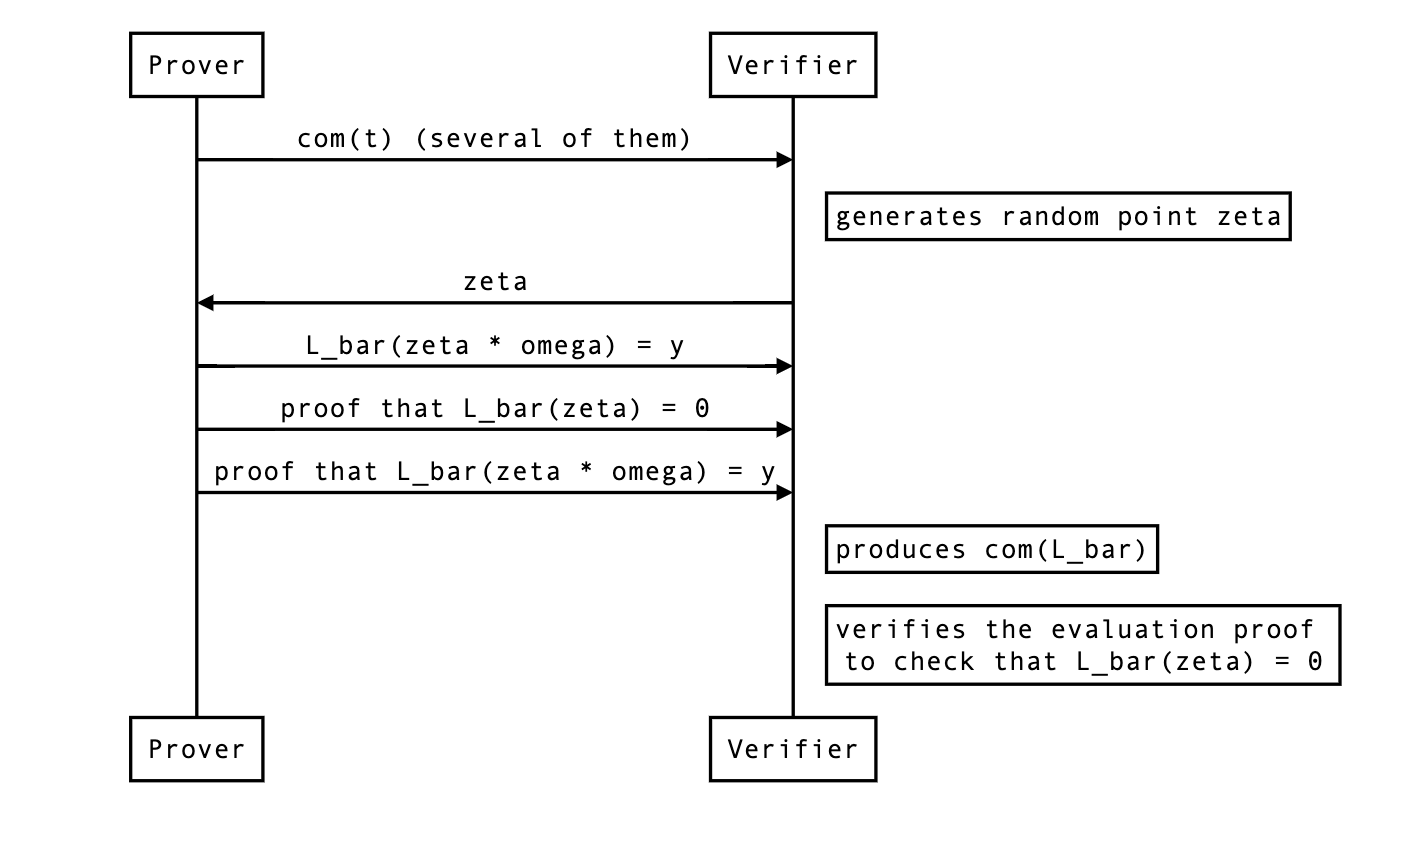 Prover
Verifier
com(t) (several of them)
generates random point zeta
zeta
L_bar(zeta * omega) = y
proof that L_bar(zeta) = 0
proof that L_bar(zeta * omega) = y
produces com(L_bar)
verifies the evaluation proof
to check that L_bar(zeta) = 0
Prover
Verifier